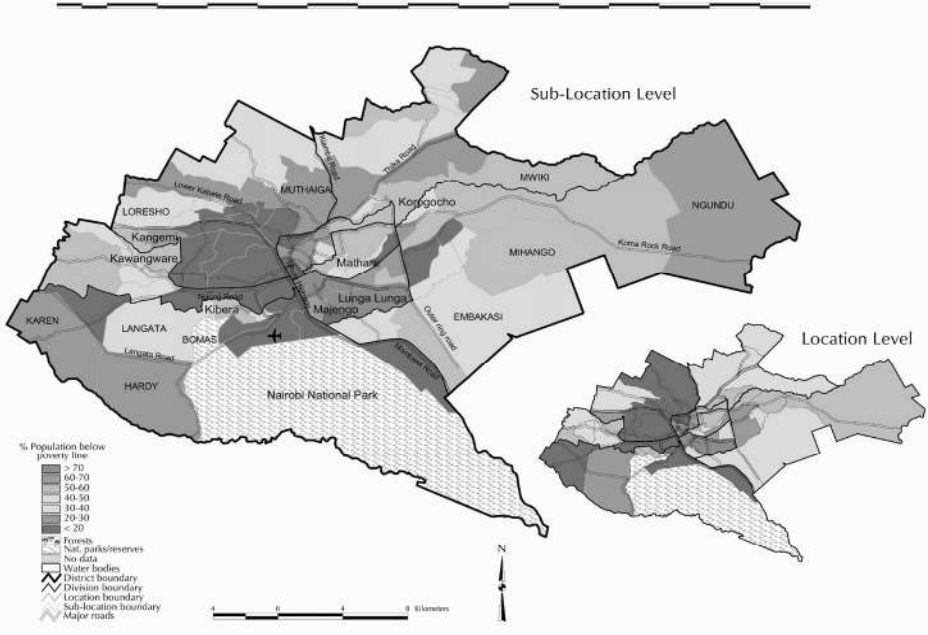 Sub-Location Level
Kiambu Road
Thika Road
MWIKI
Lower Kabete Road
MUTHAIGA
Korogocho
NGUNDU
LORESHO
Kangemi
Koma Rock Road
MIHANGO
Kawangware
Mathare
Ngong Road
Lunga Lunga
Kibera
Majengo
KAREN
LANGATA
Outer ring road
EMBAKASI
BOMAS
Location Level
Langata Road
Mombasa Road
HARDY
Nairobi National Park
% Population below
poverty line
> 70
60-70
50-60
40-50
30-40
20-30
< 20
Forests
Nat. parks/reserves
No data
Water bodies
District boundary
Division boundary
Location boundary
Sub-location boundary
Major roads
N
4 0 4 8 Kilometers